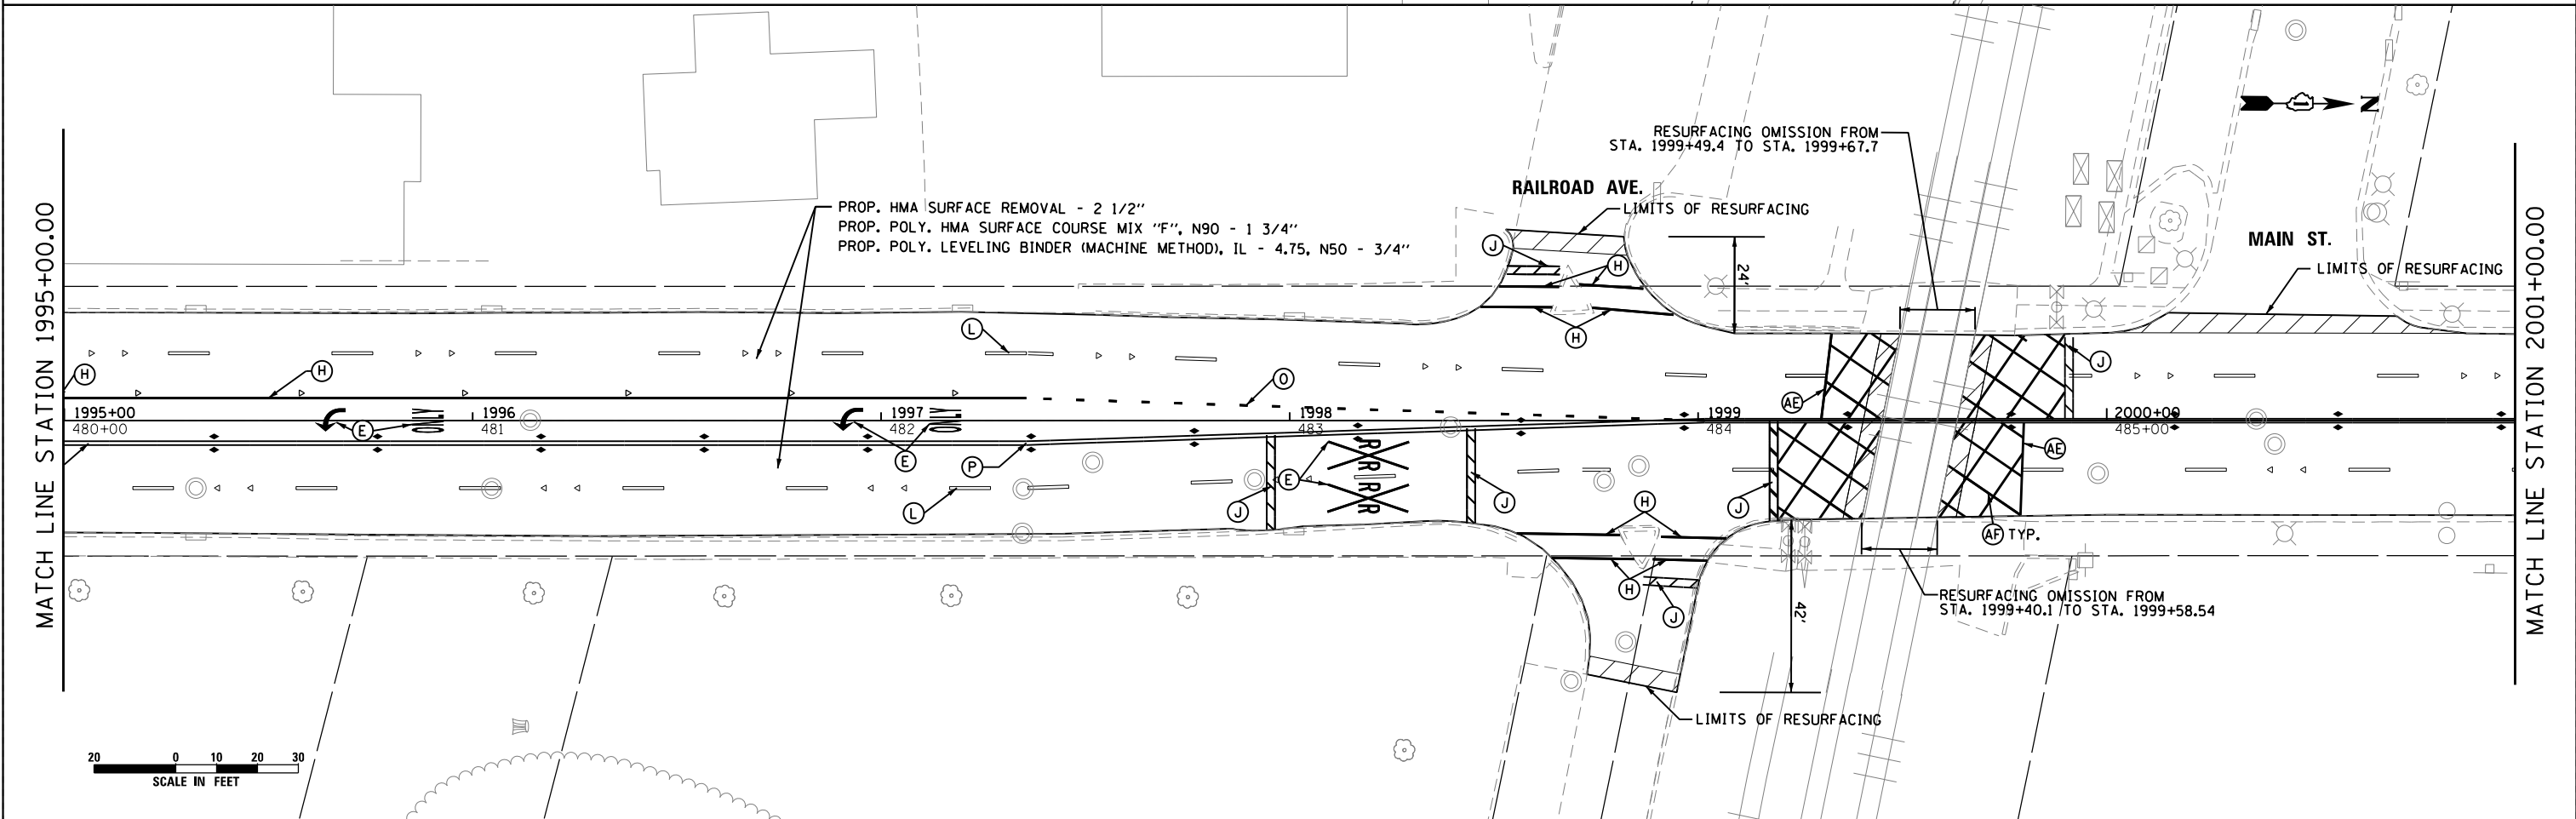 RESURFACING OMISSION FROM
STA. 1999+49.4 TO STA. 1999+67.7
N
RAILROAD AVE.
LIMITS OF RESURFACING
MAIN ST.
LIMITS OF RESURFACING
PROP. HMA SURFACE REMOVAL - 2 1/2"
PROP. POLY. HMA SURFACE COURSE MIX "F", N90 - 1 3/4"
PROP. POLY. LEVELING BINDER (MACHINE METHOD), IL - 4.75, N50 - 3/4"
MATCH LINE STATION 1995+00.00
MATCH LINE STATION 2001+00.00
J
H
24'
H
L
J
H
H
O
AE
1995+00
1996
1997
1998
1999
2000+00
480+00
481
482
483
484
485+00
E
ONLY
E
ONLY
P
E
R R
R R
AE
L
J
J
H
J
AF TYP.
H
J
42'
RESURFACING OMISSION FROM
STA. 1999+40.1 TO STA. 1999+58.54
LIMITS OF RESURFACING
20 0 10 20 30
SCALE IN FEET